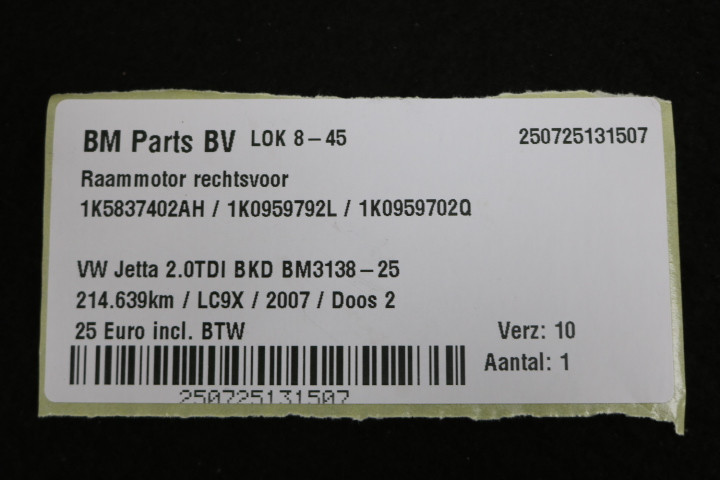 BM Parts BV LOK 8-45 250725131507
Raammotor rechtsvoor
1K5837402AH / 1K0959792L / 1K0959702Q
VW Jetta 2.0TDI BKD BM3138-25
214.639km / LC9X / 2007 / Doos 2
25 Euro incl. BTW Verz: 10
Aantal: 1
250725131507